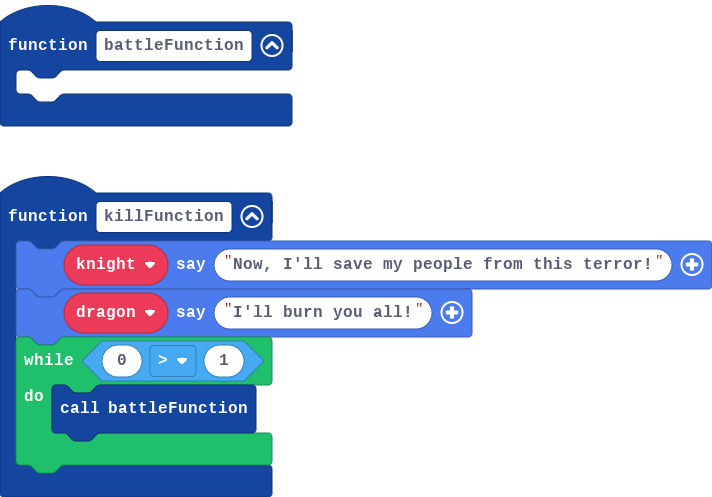 function battleFunction
function killFunction
knight say "Now, I'll save my people from this terror!"
dragon say "I'll burn you all!"
while 0 > 1
do
call battleFunction